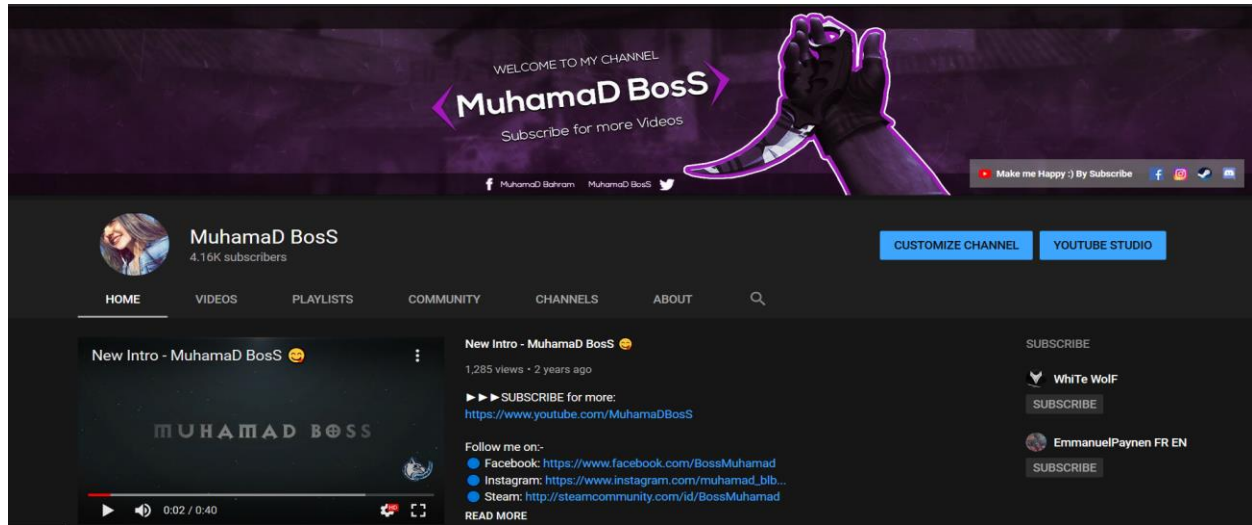 WELCOME TO MY CHANNEL
MuhamaD BosS
Subscribe for more Videos
MuhamaD Bahram MuhamaD BosS
Make me Happy :) By Subscribe
MuhamaD BosS
4.16K subscribers
CUSTOMIZE CHANNEL YOUTUBE STUDIO
HOME VIDEOS PLAYLISTS COMMUNITY CHANNELS ABOUT
New Intro - MuhamaD BosS 😋
MUHAMAD BOSS
0:02 / 0:40
HD
New Intro - MuhamaD BosS 😋
1,285 views • 2 years ago
►►►SUBSCRIBE for more:
https://www.youtube.com/MuhamaDBosS
Follow me on:-
🔵 Facebook: https://www.facebook.com/BossMuhamad
🔵 Instagram: https://www.instagram.com/muhamad_blb...
🔵 Steam: http://steamcommunity.com/id/BossMuhamad
READ MORE
SUBSCRIBE
WhiTe WolF
SUBSCRIBE
EmmanuelPaynen FR EN
SUBSCRIBE